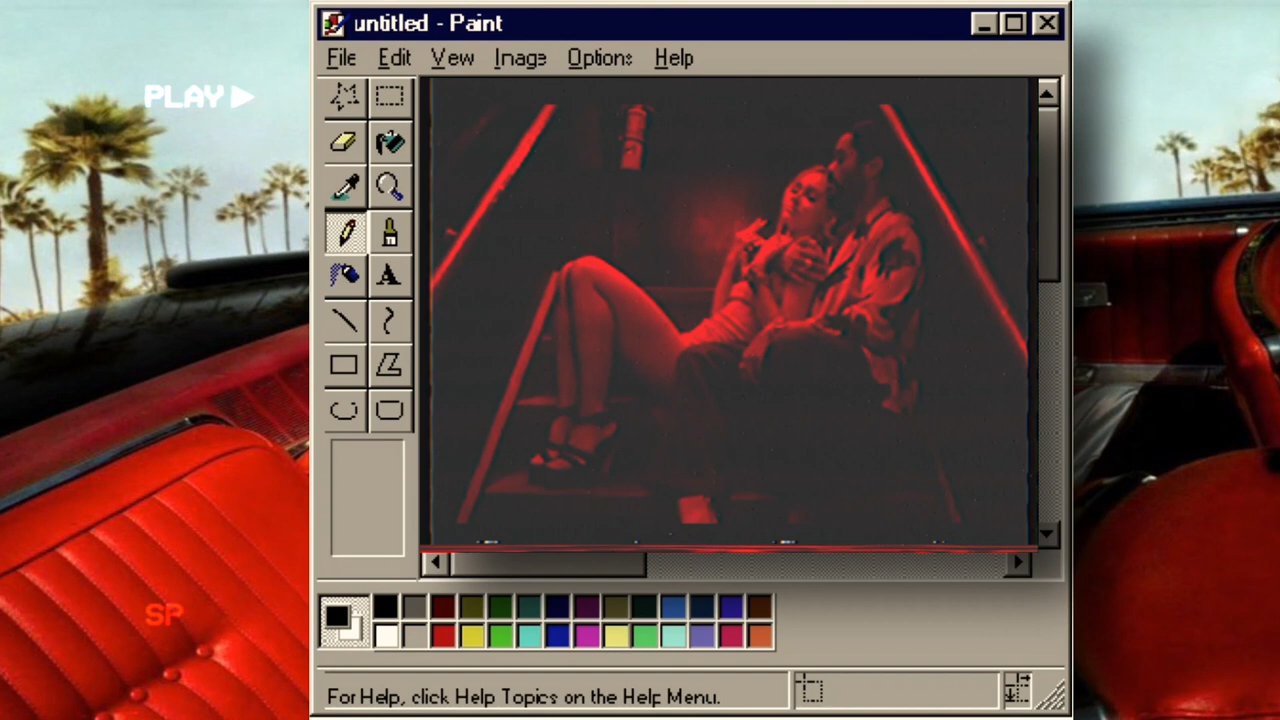 untitled - Paint
File Edit View Image Options Help
PLAY
A
SP
For Help, click Help Topics on the Help Menu.